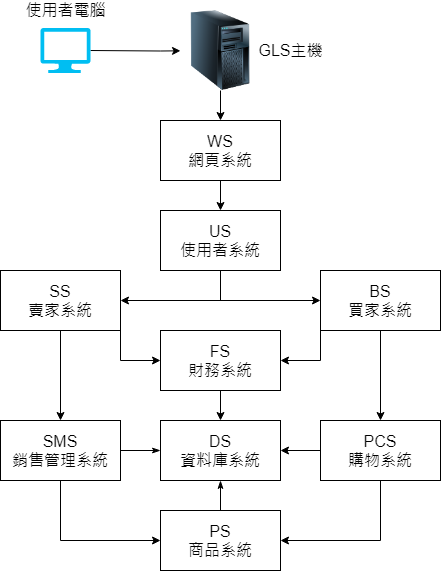 使用者電腦
GLS主機
WS
網頁系統
US
使用者系統
SS
賣家系統
BS
買家系統
FS
財務系統
SMS
銷售管理系統
DS
資料庫系統
PCS
購物系統
PS
商品系統